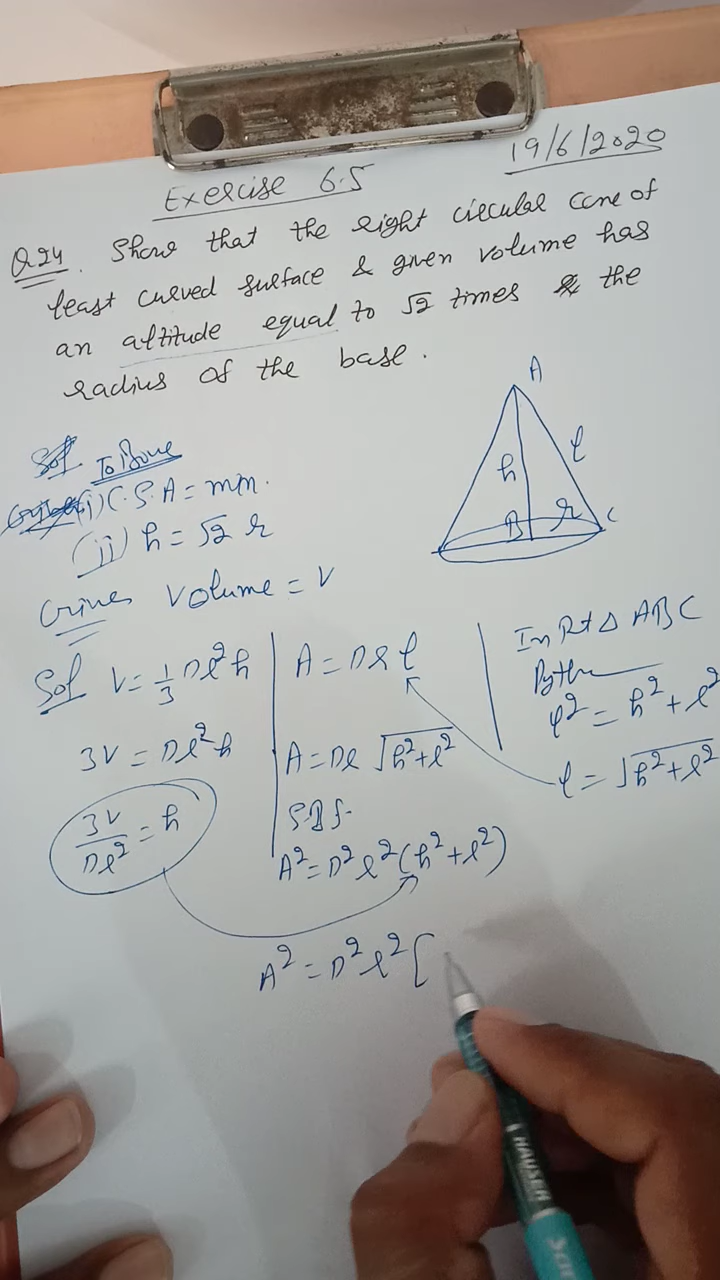 19/6/2020
Exercise 6.5
Q 24. Show that the right circular cone of
least curved surface & given volume has
an altitude equal to √2 times the
radius of the base.
Sol
To Prove
(i) C.S.A = min.
(ii) h = √2 r
Given Volume = V
A
h
l
B
r
C
Sol V = 1/3 πr²h
3V = πr²h
3V/πr² = h
A = πrl
A = πr √h²+r²
S.B.S.
A² = π²r²(h²+r²)
In Rt Δ ABC
Pyth
l² = h²+r²
l = √h²+r²
A² = π²r² [
HAUSER